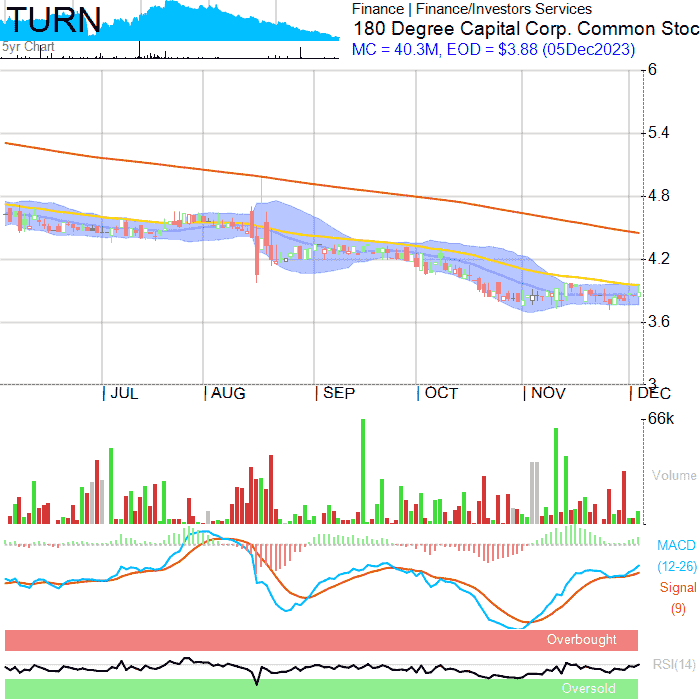 TURN
5yr Chart
Finance | Finance/Investors Services
180 Degree Capital Corp. Common Stoc
MC = 40.3M, EOD = $3.88 (05Dec2023)
6
5.4
4.8
4.2
3.6
3
| JUL | AUG | SEP | OCT | NOV | DEC
66k
Volume
MACD
(12-26)
Signal
(9)
Overbought
RSI(14)
Oversold